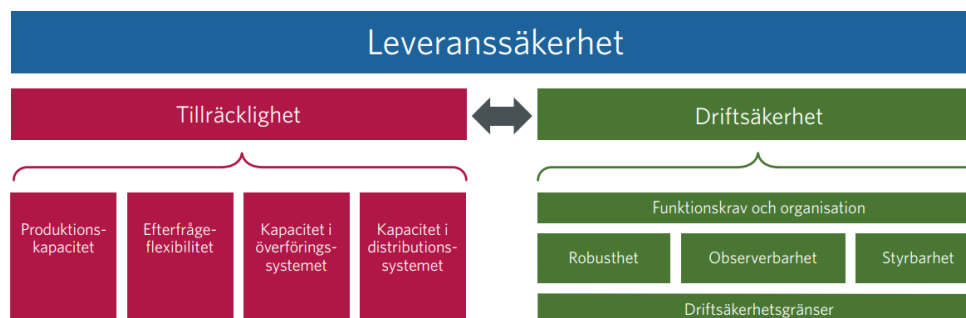 Leveranssäkerhet
Tillräcklighet
Driftsäkerhet
Produktions-
kapacitet
Efterfråge-
flexibilitet
Kapacitet i
överförings-
systemet
Kapacitet i
distributions-
systemet
Funktionskrav och organisation
Robusthet
Observerbarhet
Styrbarhet
Driftsäkerhetsgränser